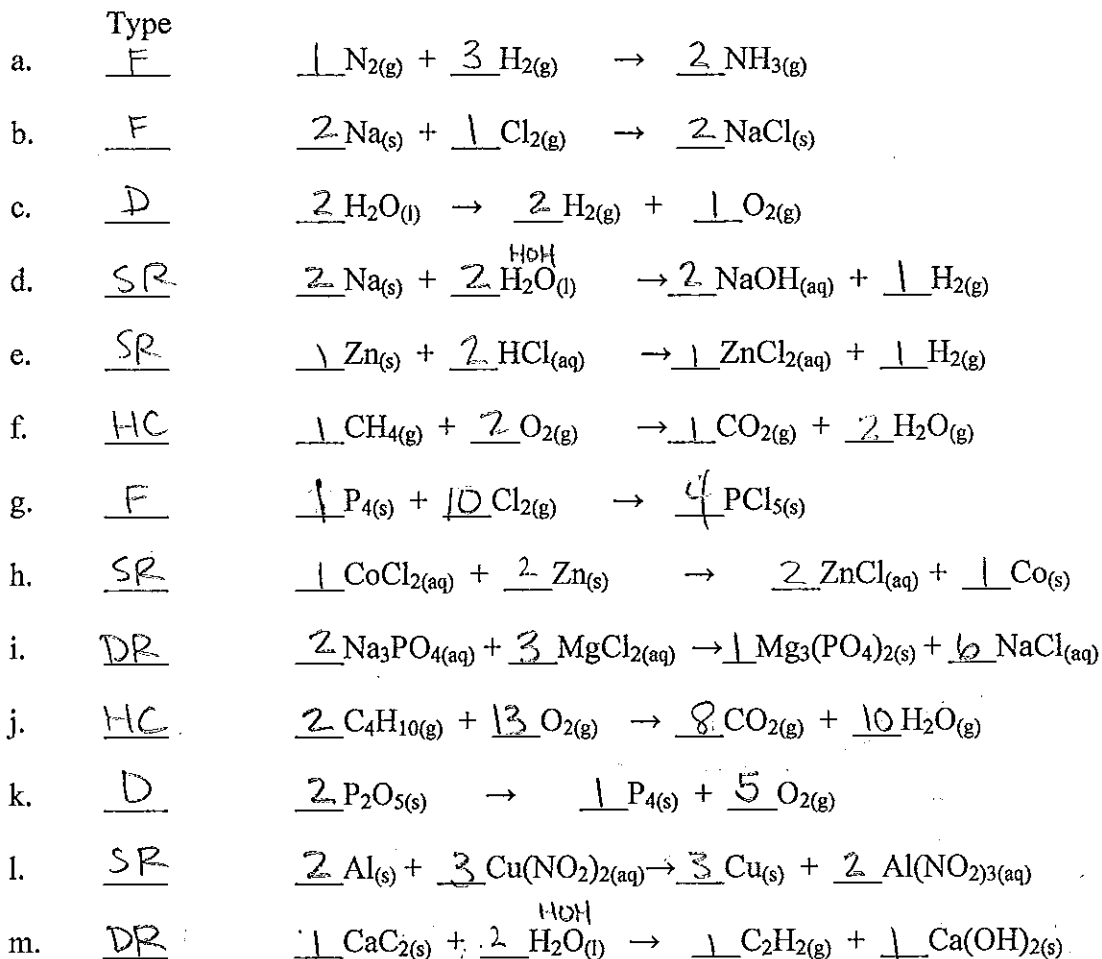 Type
a. F 1 N2(g) + 3 H2(g) → 2 NH3(g)
b. F 2 Na(s) + 1 Cl2(g) → 2 NaCl(s)
c. D 2 H2O(l) → 2 H2(g) + 1 O2(g)
HOH
d. SR 2 Na(s) + 2 H2O(l) → 2 NaOH(aq) + 1 H2(g)
e. SR 1 Zn(s) + 2 HCl(aq) → 1 ZnCl2(aq) + 1 H2(g)
f. HC 1 CH4(g) + 2 O2(g) → 1 CO2(g) + 2 H2O(g)
g. F 1 P4(s) + 10 Cl2(g) → 4 PCl5(s)
h. SR 1 CoCl2(aq) + 2 Zn(s) → 2 ZnCl(aq) + 1 Co(s)
i. DR 2 Na3PO4(aq) + 3 MgCl2(aq) → 1 Mg3(PO4)2(s) + 6 NaCl(aq)
j. HC 2 C4H10(g) + 13 O2(g) → 8 CO2(g) + 10 H2O(g)
k. D 2 P2O5(s) → 1 P4(s) + 5 O2(g)
l. SR 2 Al(s) + 3 Cu(NO2)2(aq) → 3 Cu(s) + 2 Al(NO2)3(aq)
HOH
m. DR 1 CaC2(s) + 2 H2O(l) → 1 C2H2(g) + 1 Ca(OH)2(s)